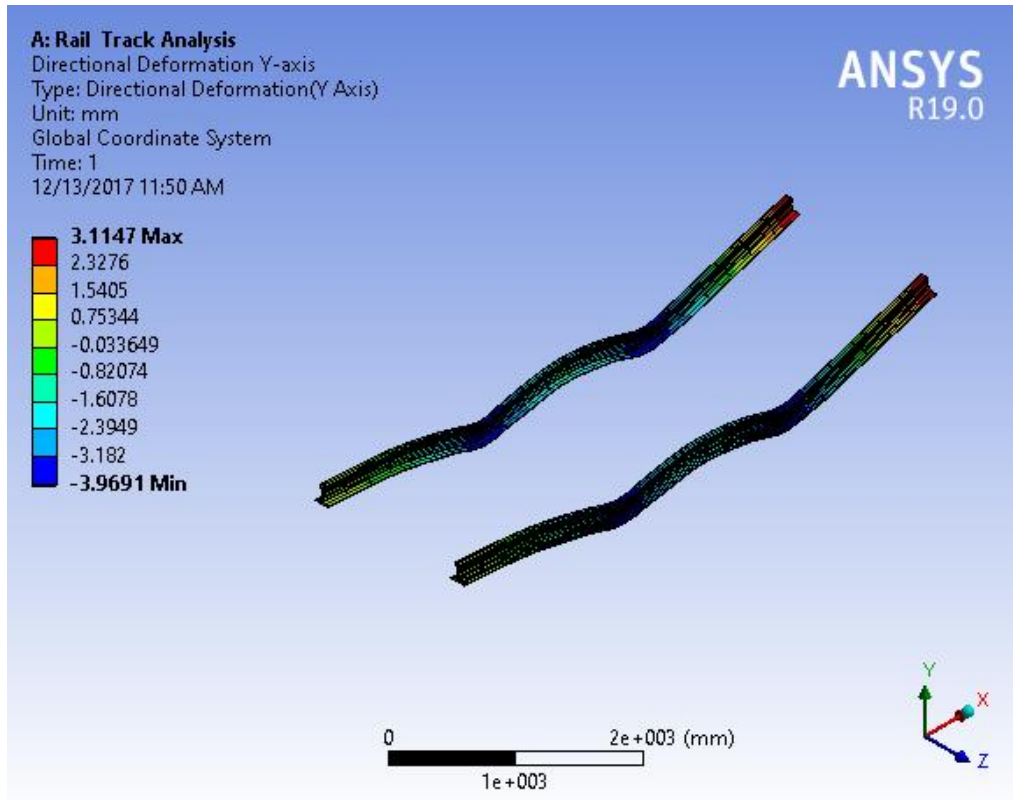 A: Rail Track Analysis
Directional Deformation Y-axis
Type: Directional Deformation(Y Axis)
Unit: mm
Global Coordinate System
Time: 1
12/13/2017 11:50 AM
ANSYS
R19.0
3.1147 Max
2.3276
1.5405
0.75344
-0.033649
-0.82074
-1.6078
-2.3949
-3.182
-3.9691 Min
Y
X
Z
0 2e+003 (mm)
1e+003